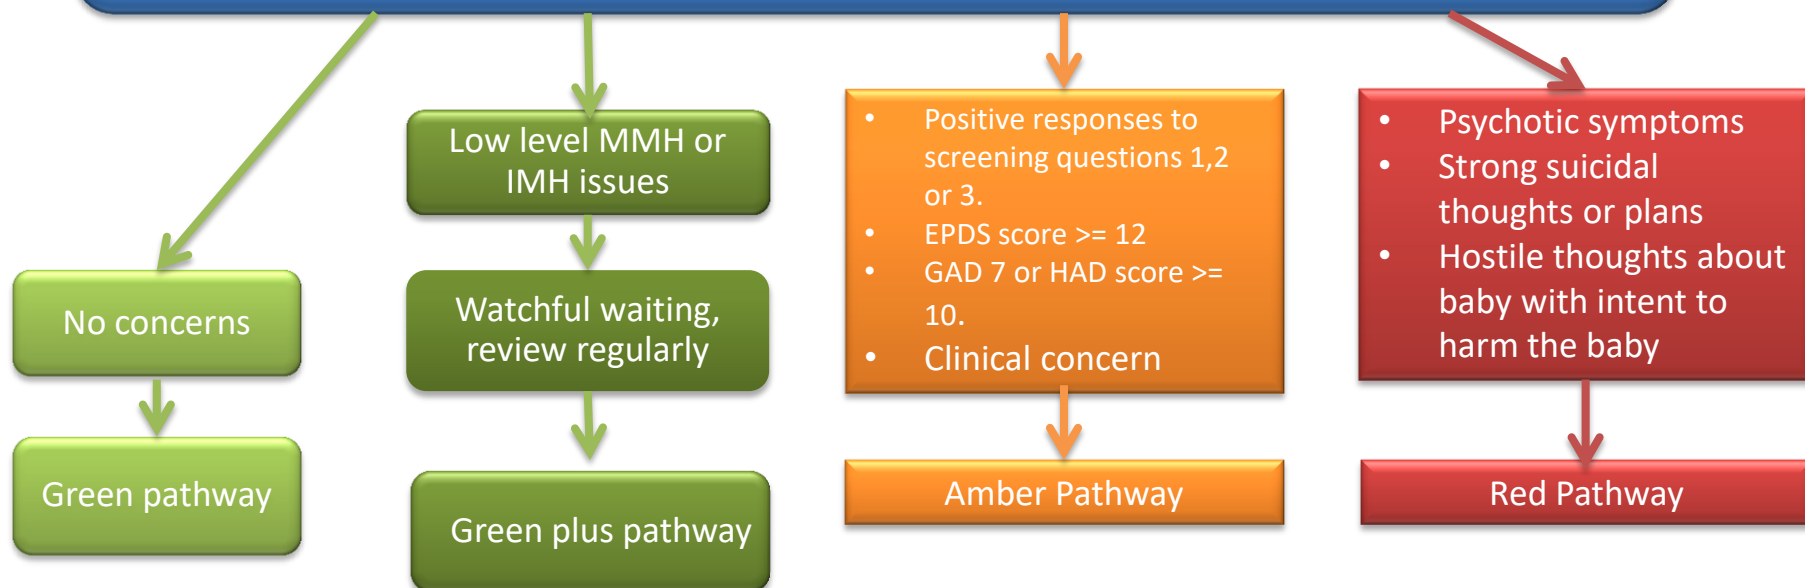 No concerns
Green pathway
Low level MMH or
IMH issues
Watchful waiting,
review regularly
Green plus pathway
• Positive responses to
screening questions 1,2
or 3.
• EPDS score >= 12
• GAD 7 or HAD score >=
10.
• Clinical concern
Amber Pathway
• Psychotic symptoms
• Strong suicidal
thoughts or plans
• Hostile thoughts about
baby with intent to
harm the baby
Red Pathway